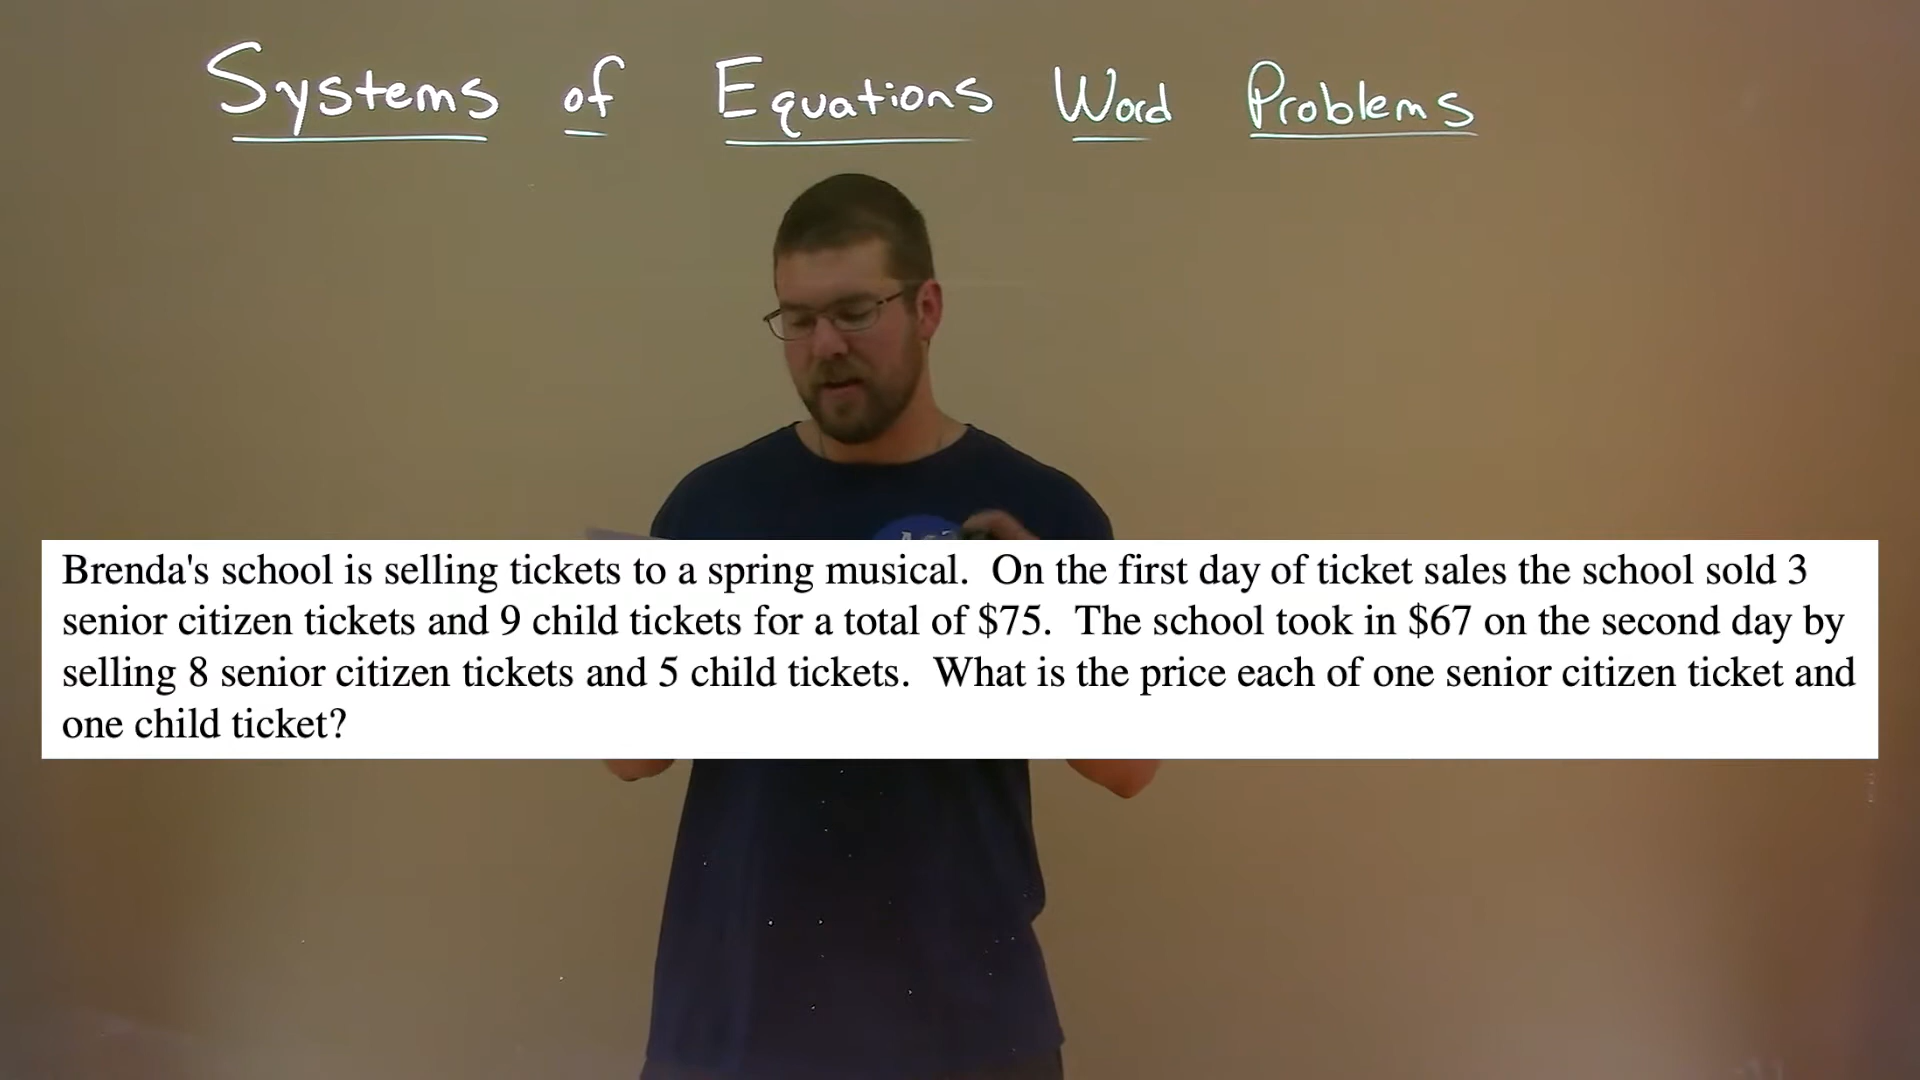 Systems of Equations Word Problems
Brenda's school is selling tickets to a spring musical.  On the first day of ticket sales the school sold 3
senior citizen tickets and 9 child tickets for a total of $75.  The school took in $67 on the second day by
selling 8 senior citizen tickets and 5 child tickets.  What is the price each of one senior citizen ticket and
one child ticket?